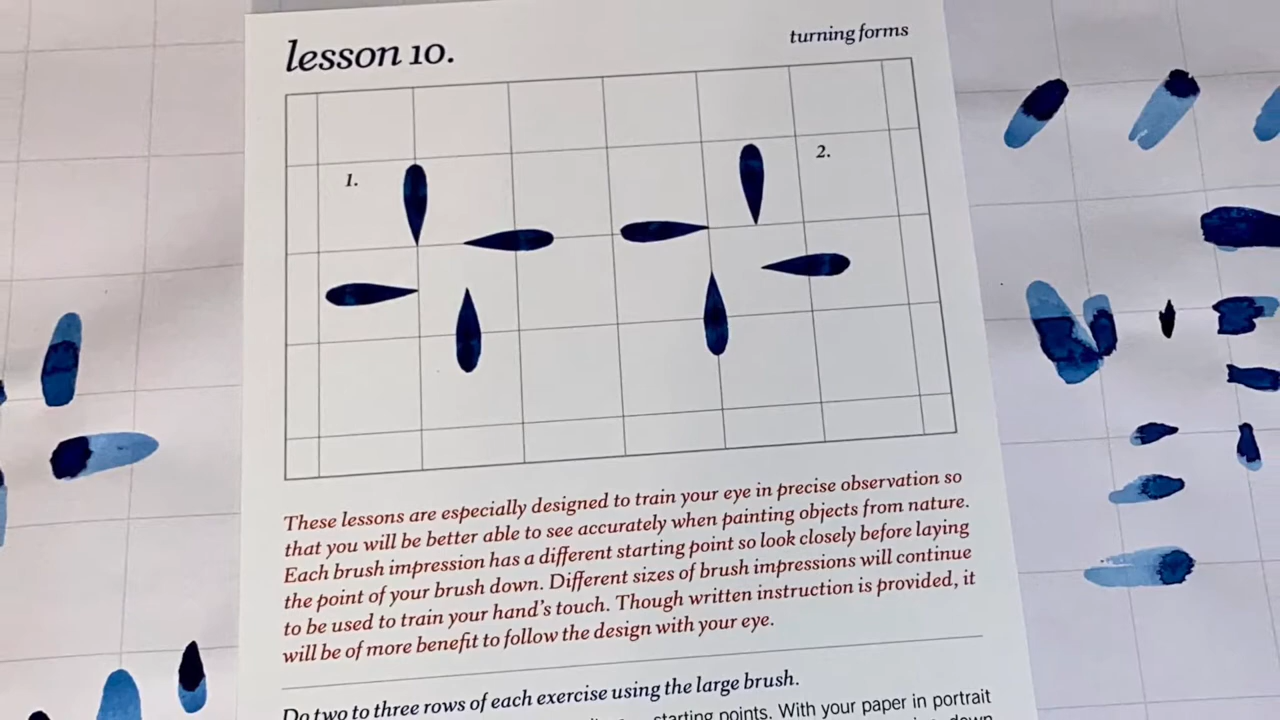 lesson 10.
turning forms
1.
2.
These lessons are especially designed to train your eye in precise observation so
that you will be better able to see accurately when painting objects from nature.
Each brush impression has a different starting point so look closely before laying
the point of your brush down. Different sizes of brush impressions will continue
to be used to train your hand's touch. Though written instruction is provided, it
will be of more benefit to follow the design with your eye.
Do two to three rows of each exercise using the large brush.
starting points. With your paper in portrait
down